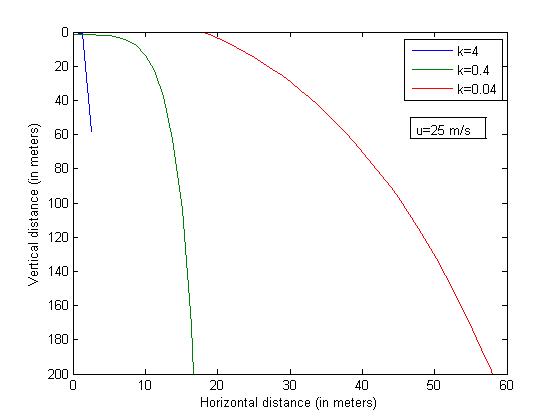 0
20
40
60
80
100
120
140
160
180
200
Vertical distance (in meters)
k=4
k=0.4
k=0.04
u=25 m/s
0 10 20 30 40 50 60
Horizontal distance (in meters)